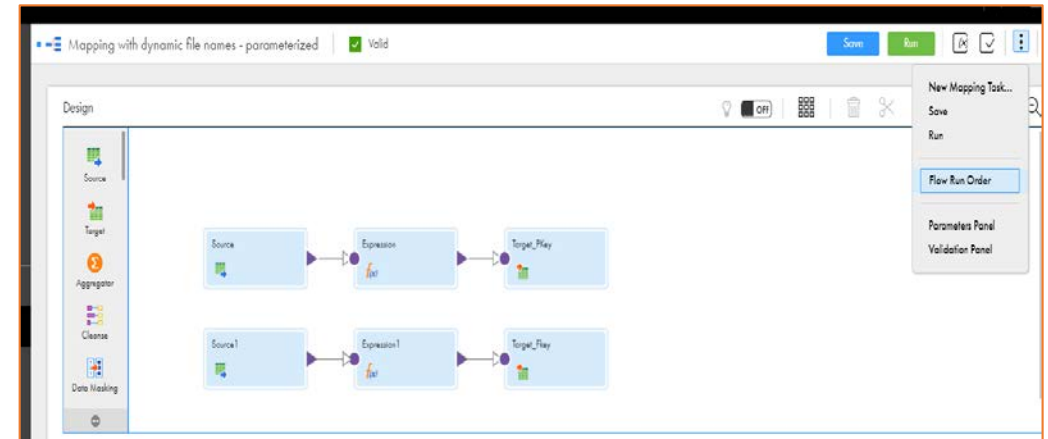 Mapping with dynamic file names - parameterized
Valid
Save
Run
New Mapping Task...
Save
Run
Flow Run Order
Parameters Panel
Validation Panel
Design
OFF
Source
Target
Aggregator
Cleanse
Data Masking
Source
Expression
Target_PKey
f(x)
Source1
Expression1
Target_Fkey
f(x)